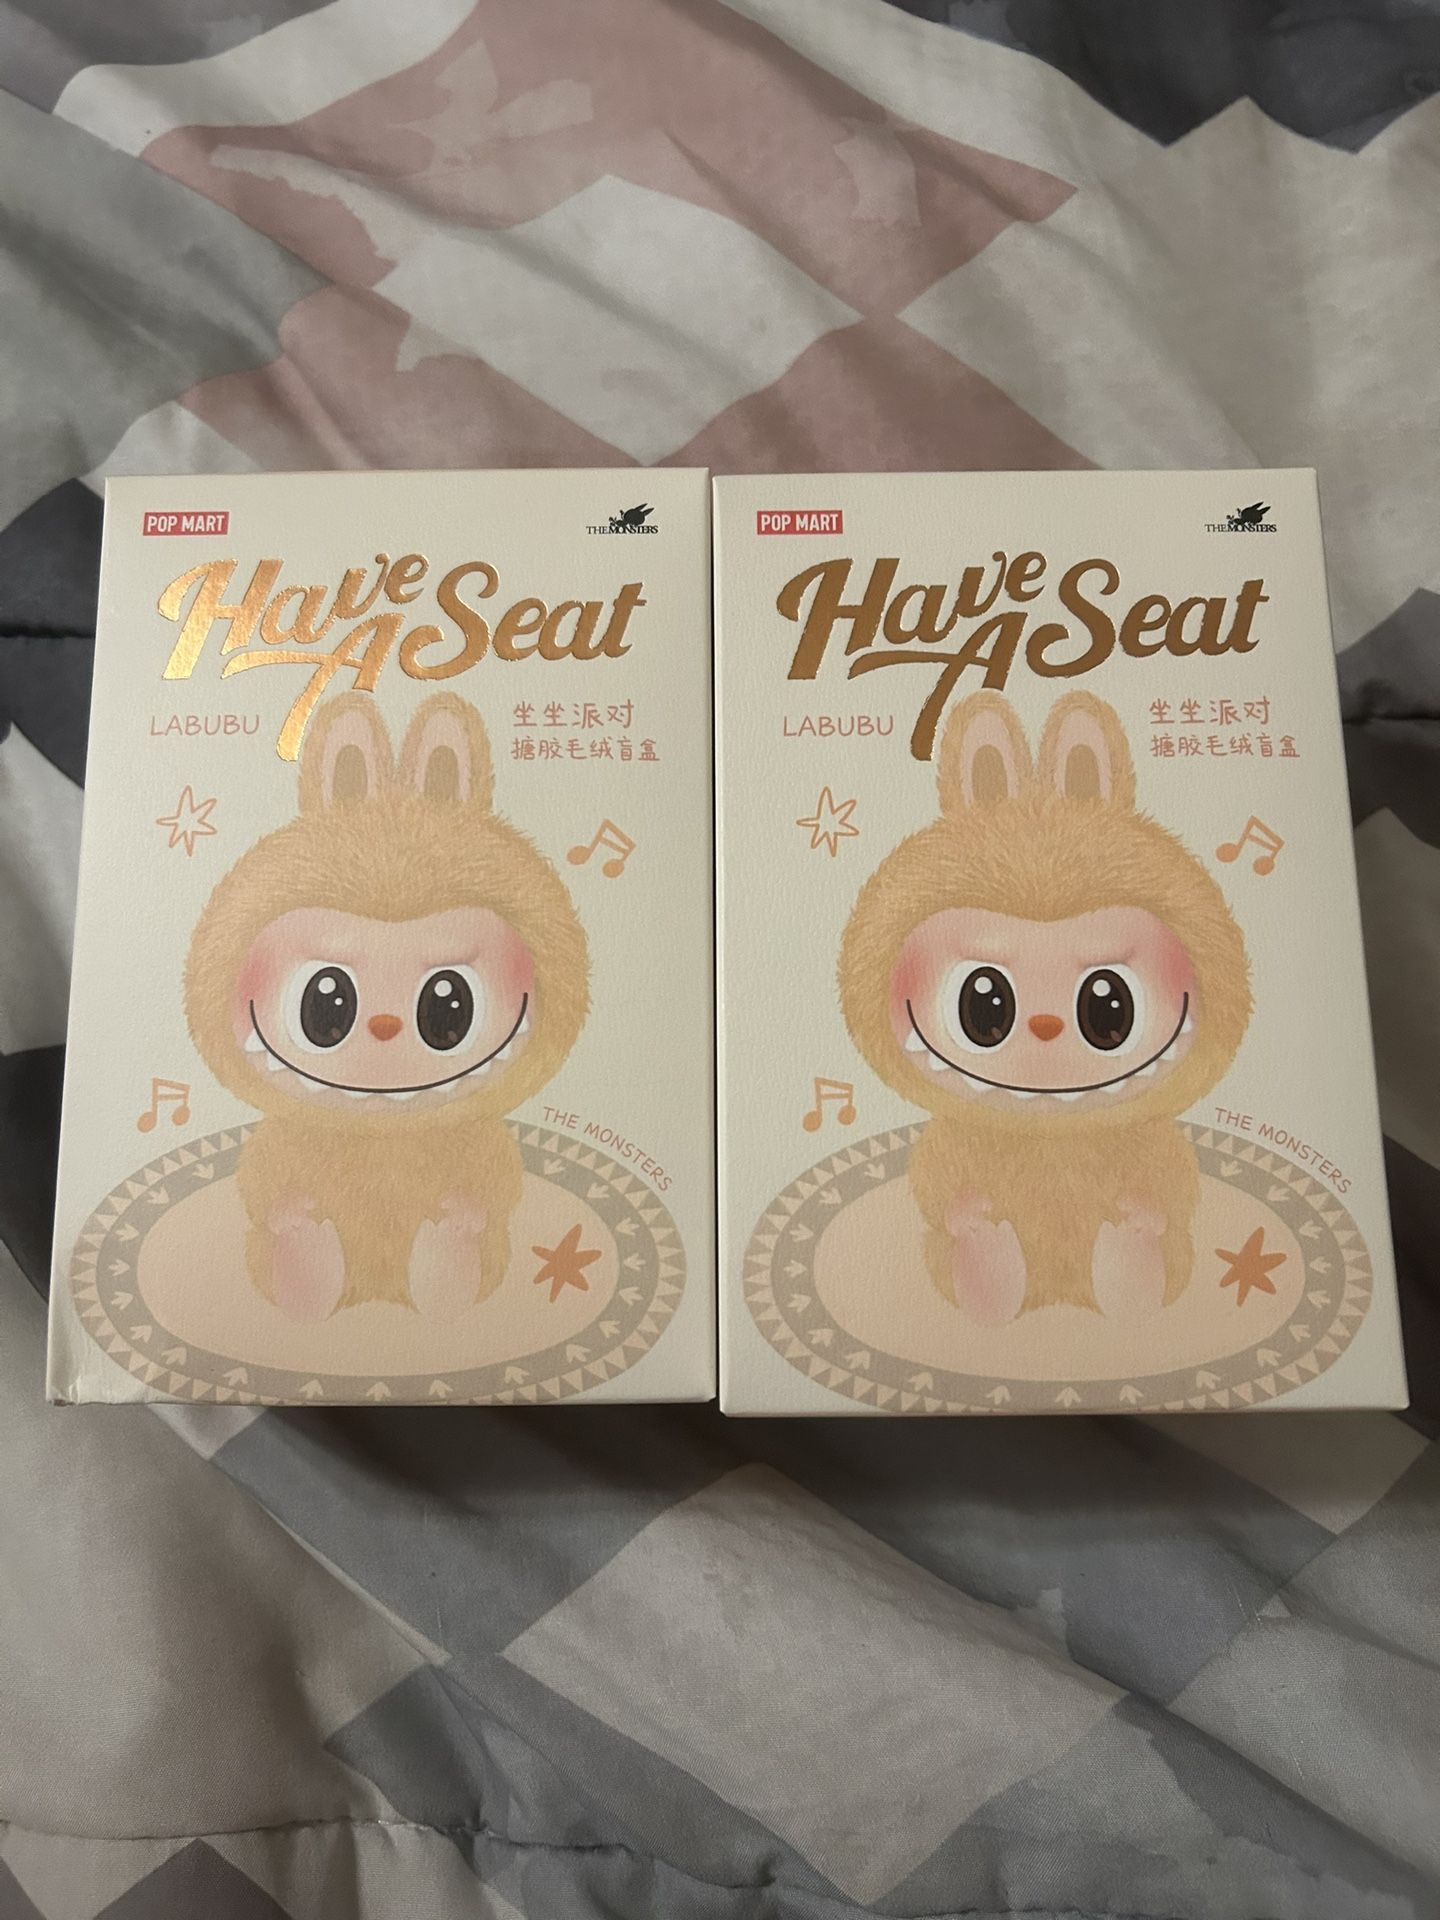 POP MART
THE MONSTERS
Have A Seat
LABUBU
坐坐派对
搪胶毛绒盲盒
THE MONSTERS
POP MART
THE MONSTERS
Have A Seat
LABUBU
坐坐派对
搪胶毛绒盲盒
THE MONSTERS